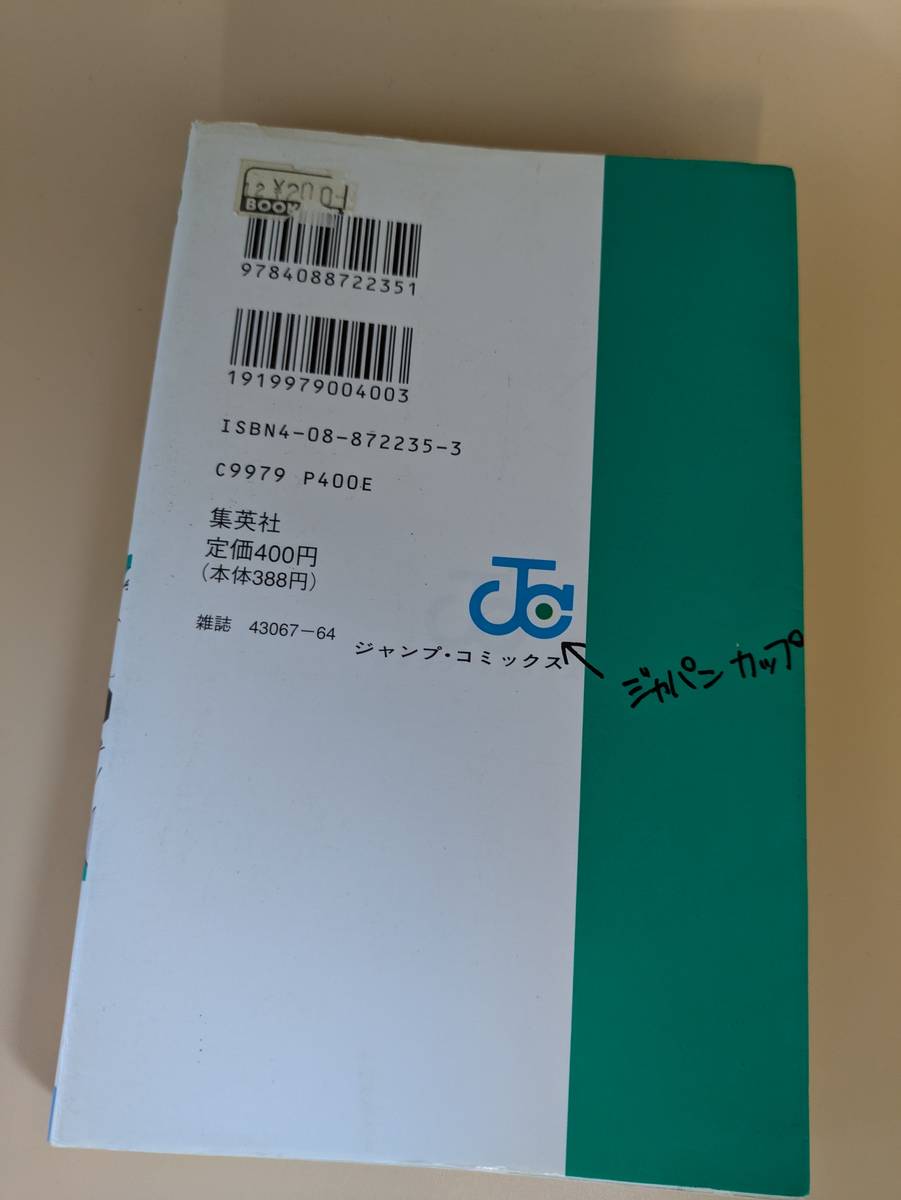 12 ¥200
BOOK
9784088722351
1919979004003
ISBN4-08-872235-3
C9979 P400E
集英社
定価400円
(本体388円)
雑誌 43067-64
JC
ジャンプ・コミックス
ジャパンカップ